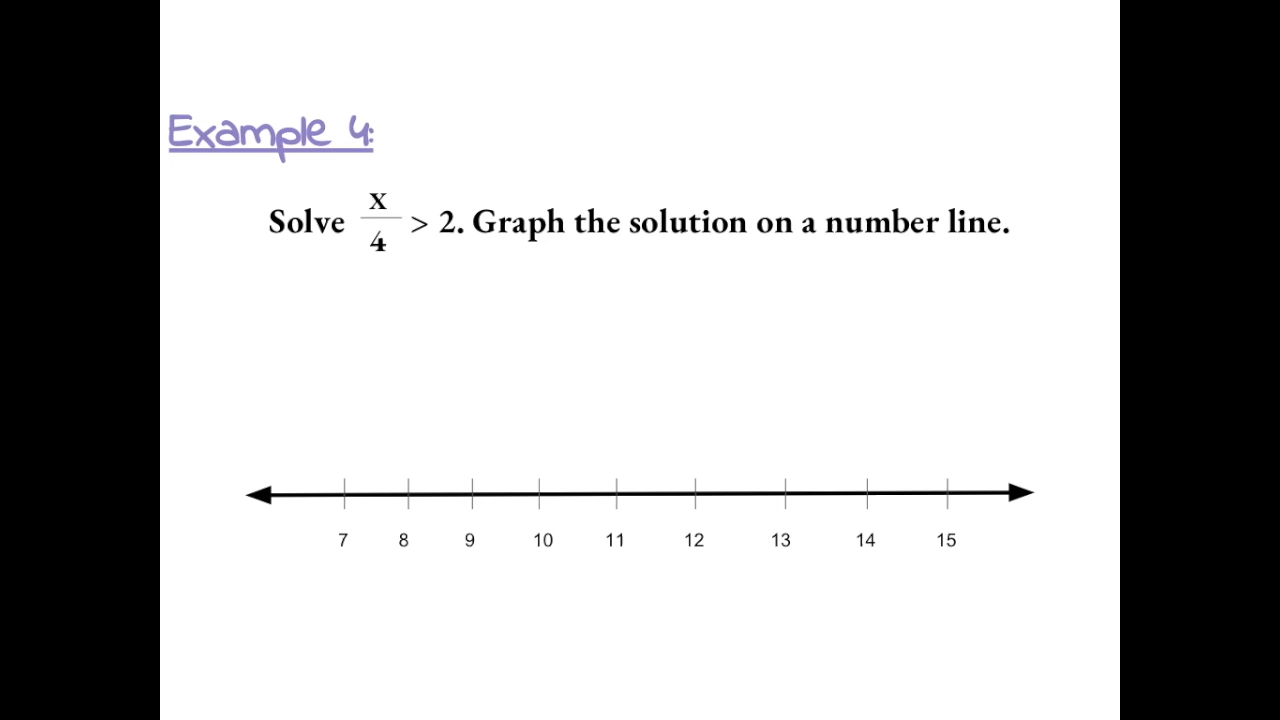 Example 4:
Solve x/4 > 2. Graph the solution on a number line.
7 8 9 10 11 12 13 14 15